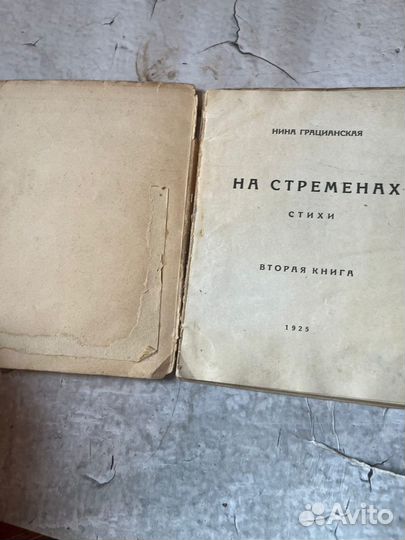 НИНА ГРАЦИАНСКАЯ
НА СТРЕМЕНАХ
СТИХИ
ВТОРАЯ КНИГА
1925
Avito